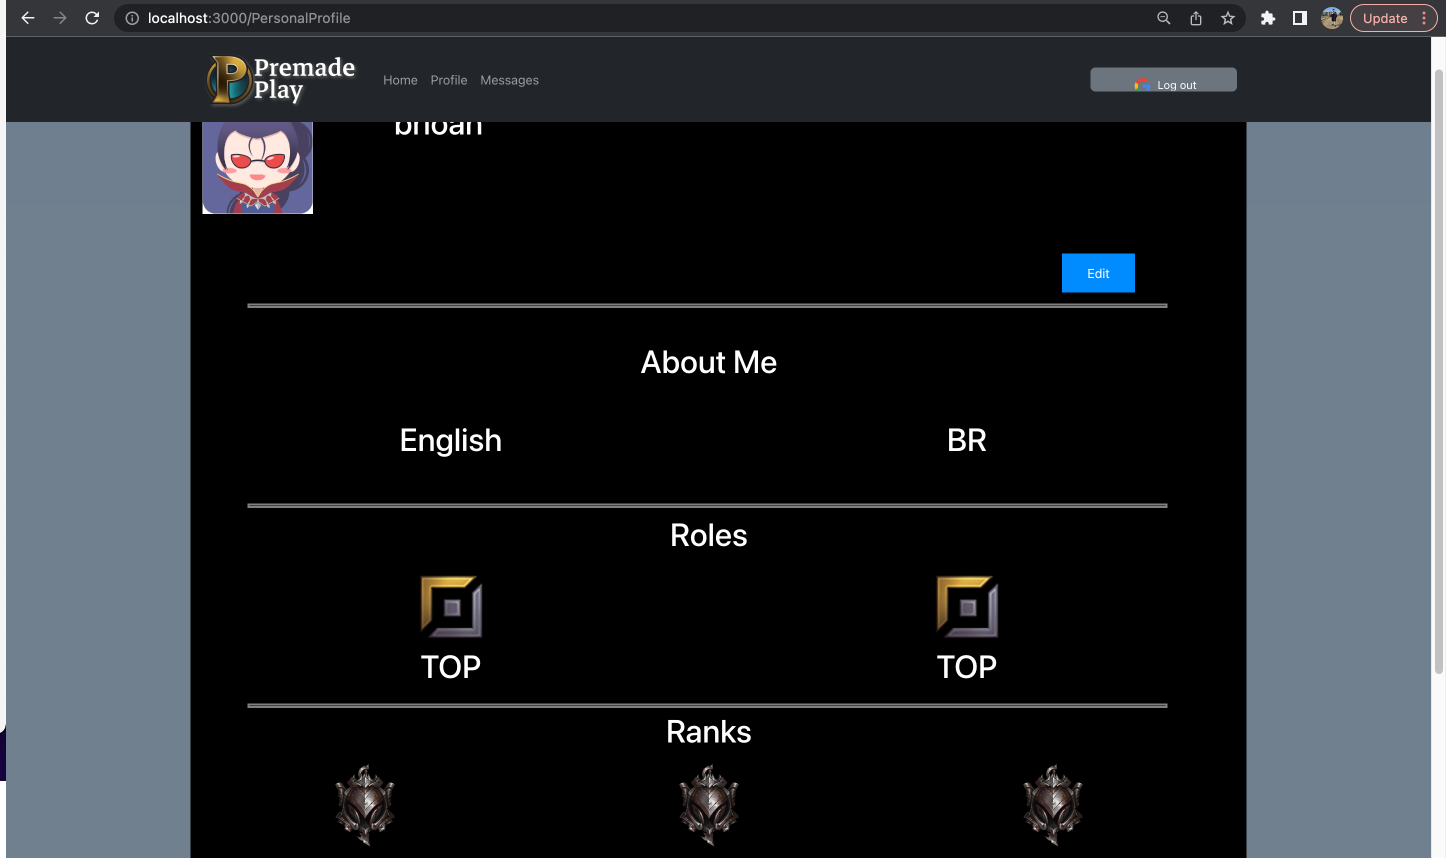 localhost:3000/PersonalProfile
Update
Premade
Play
Home Profile Messages
Log out
Edit
About Me
English BR
Roles
TOP TOP
Ranks